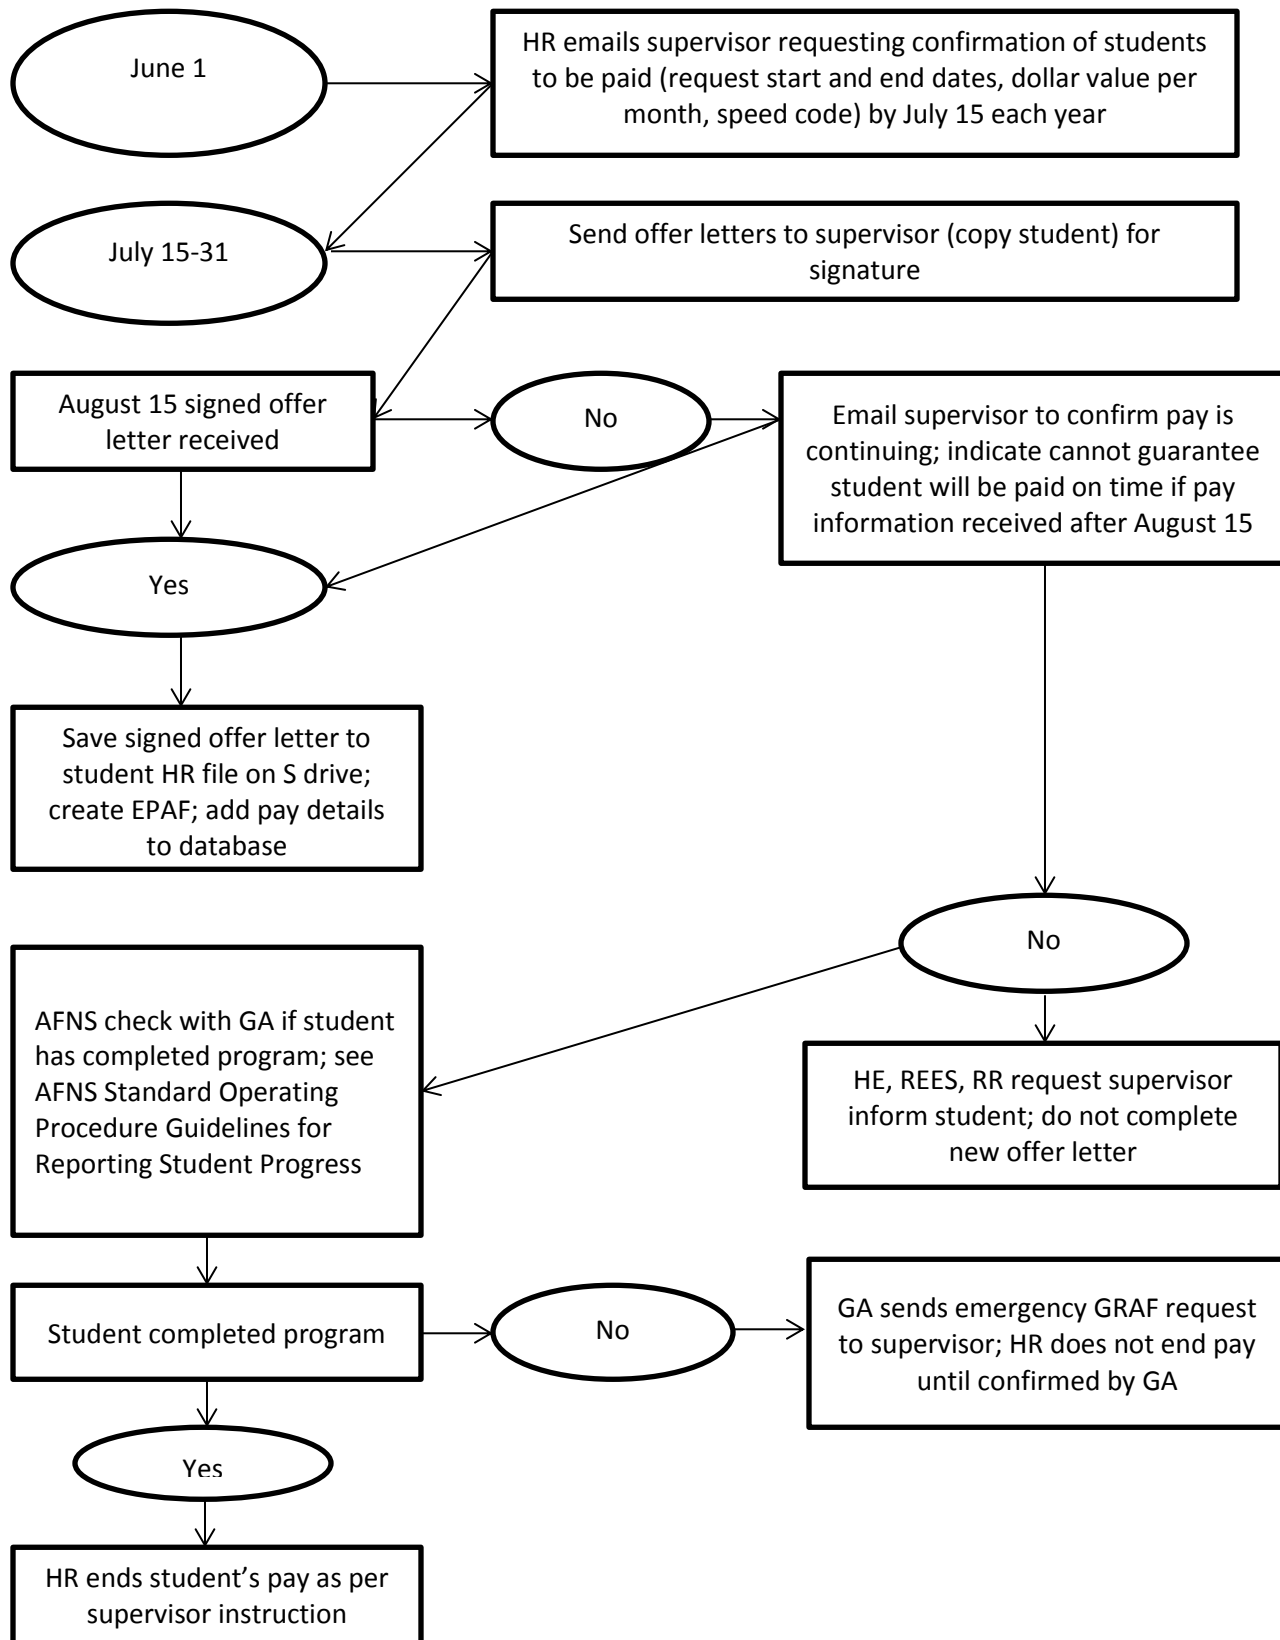 June 1
HR emails supervisor requesting confirmation of students
to be paid (request start and end dates, dollar value per
month, speed code) by July 15 each year
July 15-31
Send offer letters to supervisor (copy student) for
signature
August 15 signed offer
letter received
No
Email supervisor to confirm pay is
continuing; indicate cannot guarantee
student will be paid on time if pay
information received after August 15
Yes
Save signed offer letter to
student HR file on S drive;
create EPAF; add pay details
to database
No
AFNS check with GA if student
has completed program; see
AFNS Standard Operating
Procedure Guidelines for
Reporting Student Progress
HE, REES, RR request supervisor
inform student; do not complete
new offer letter
Student completed program
No
GA sends emergency GRAF request
to supervisor; HR does not end pay
until confirmed by GA
Yes
HR ends student’s pay as per
supervisor instruction